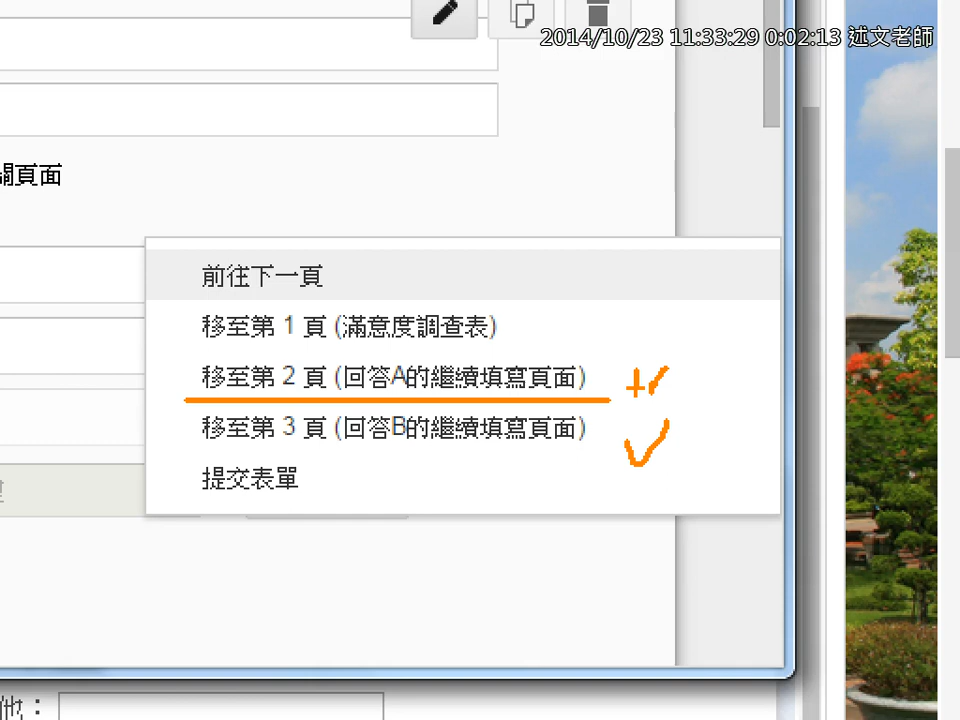 2014/10/23 11:33:29 0:02:13 述文老師
頁面
前往下一頁
移至第 1 頁 (滿意度調查表)
移至第 2 頁 (回答A的繼續填寫頁面)
移至第 3 頁 (回答B的繼續填寫頁面)
提交表單
他：